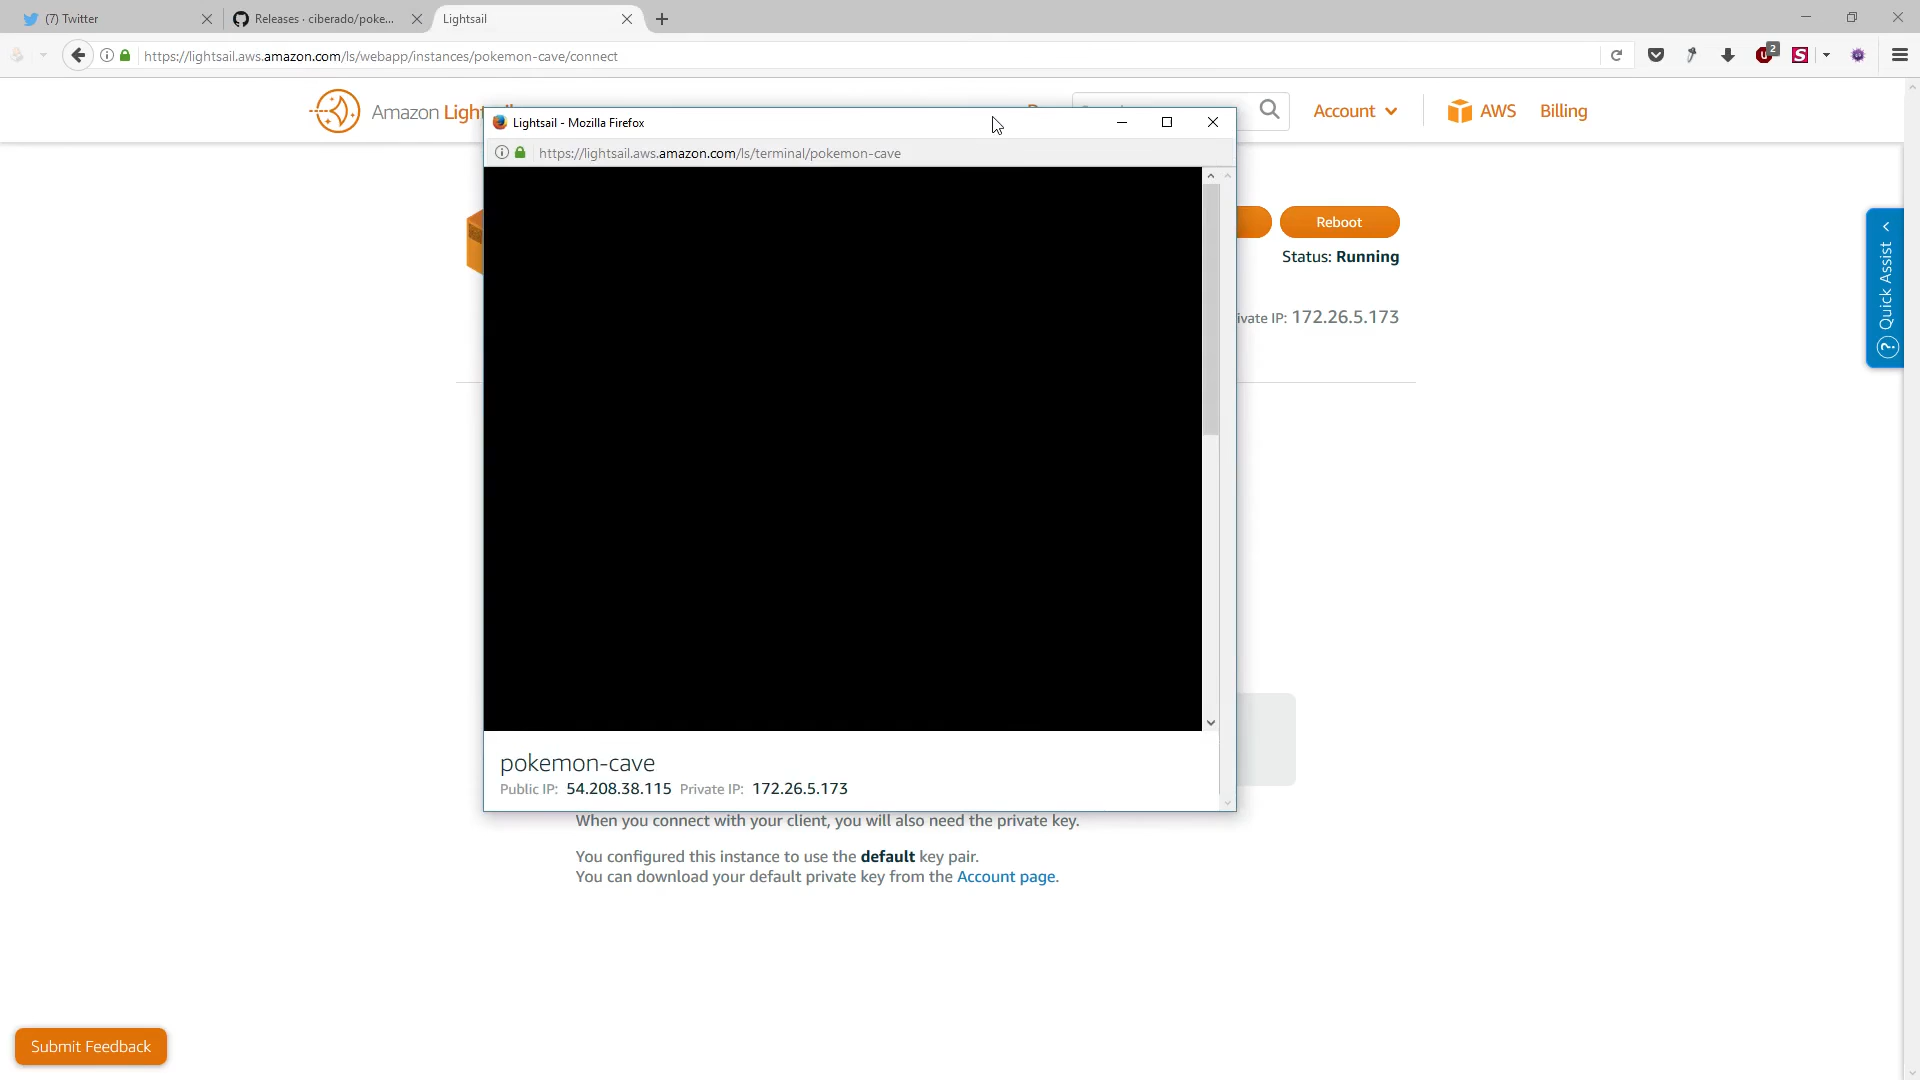 (7) Twitter
Releases · ciberado/poke...
Lightsail
https://lightsail.aws.amazon.com/ls/webapp/instances/pokemon-cave/connect
2
Amazon
Account
AWS
Billing
Lightsail - Mozilla Firefox
https://lightsail.aws.amazon.com/ls/terminal/pokemon-cave
Reboot
Status: Running
IP: 172.26.5.173
Quick Assist
pokemon-cave
Public IP: 54.208.38.115 Private IP: 172.26.5.173
When you connect with your client, you will also need the private key.
You configured this instance to use the default key pair.
You can download your default private key from the Account page.
Submit Feedback